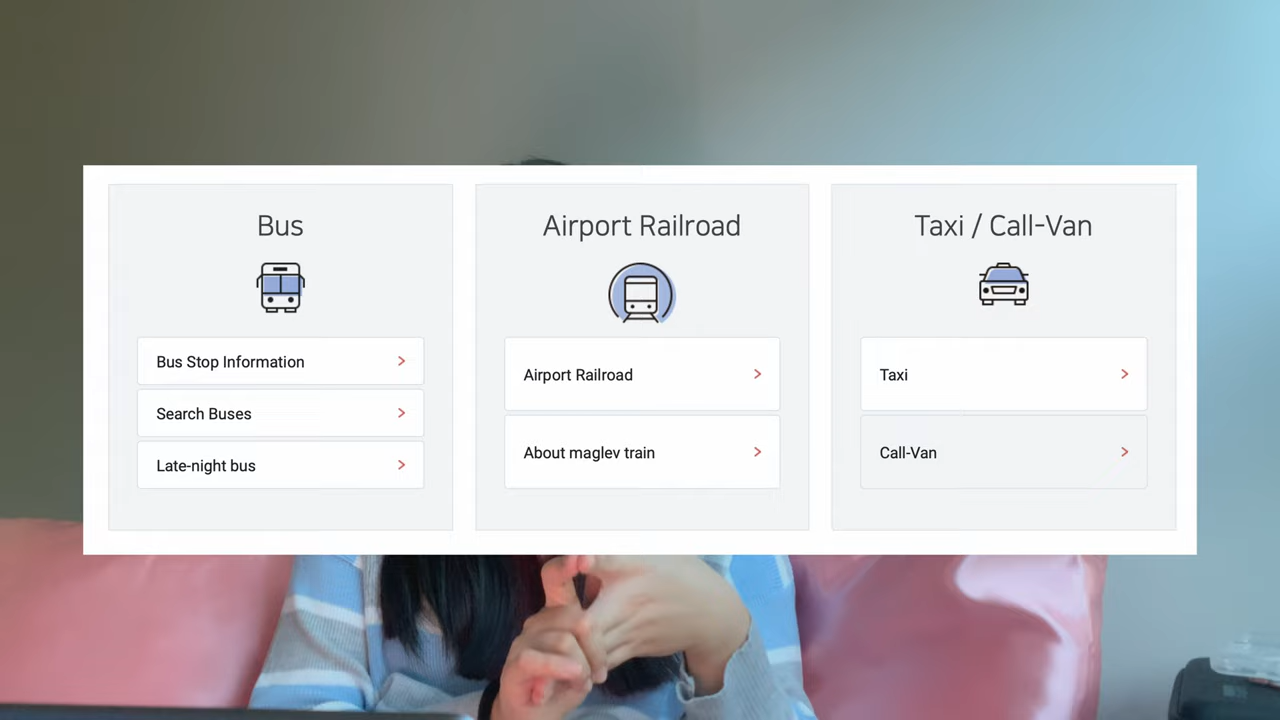 Bus
Bus Stop Information
Search Buses
Late-night bus
Airport Railroad
Airport Railroad
About maglev train
Taxi / Call-Van
Taxi
Call-Van